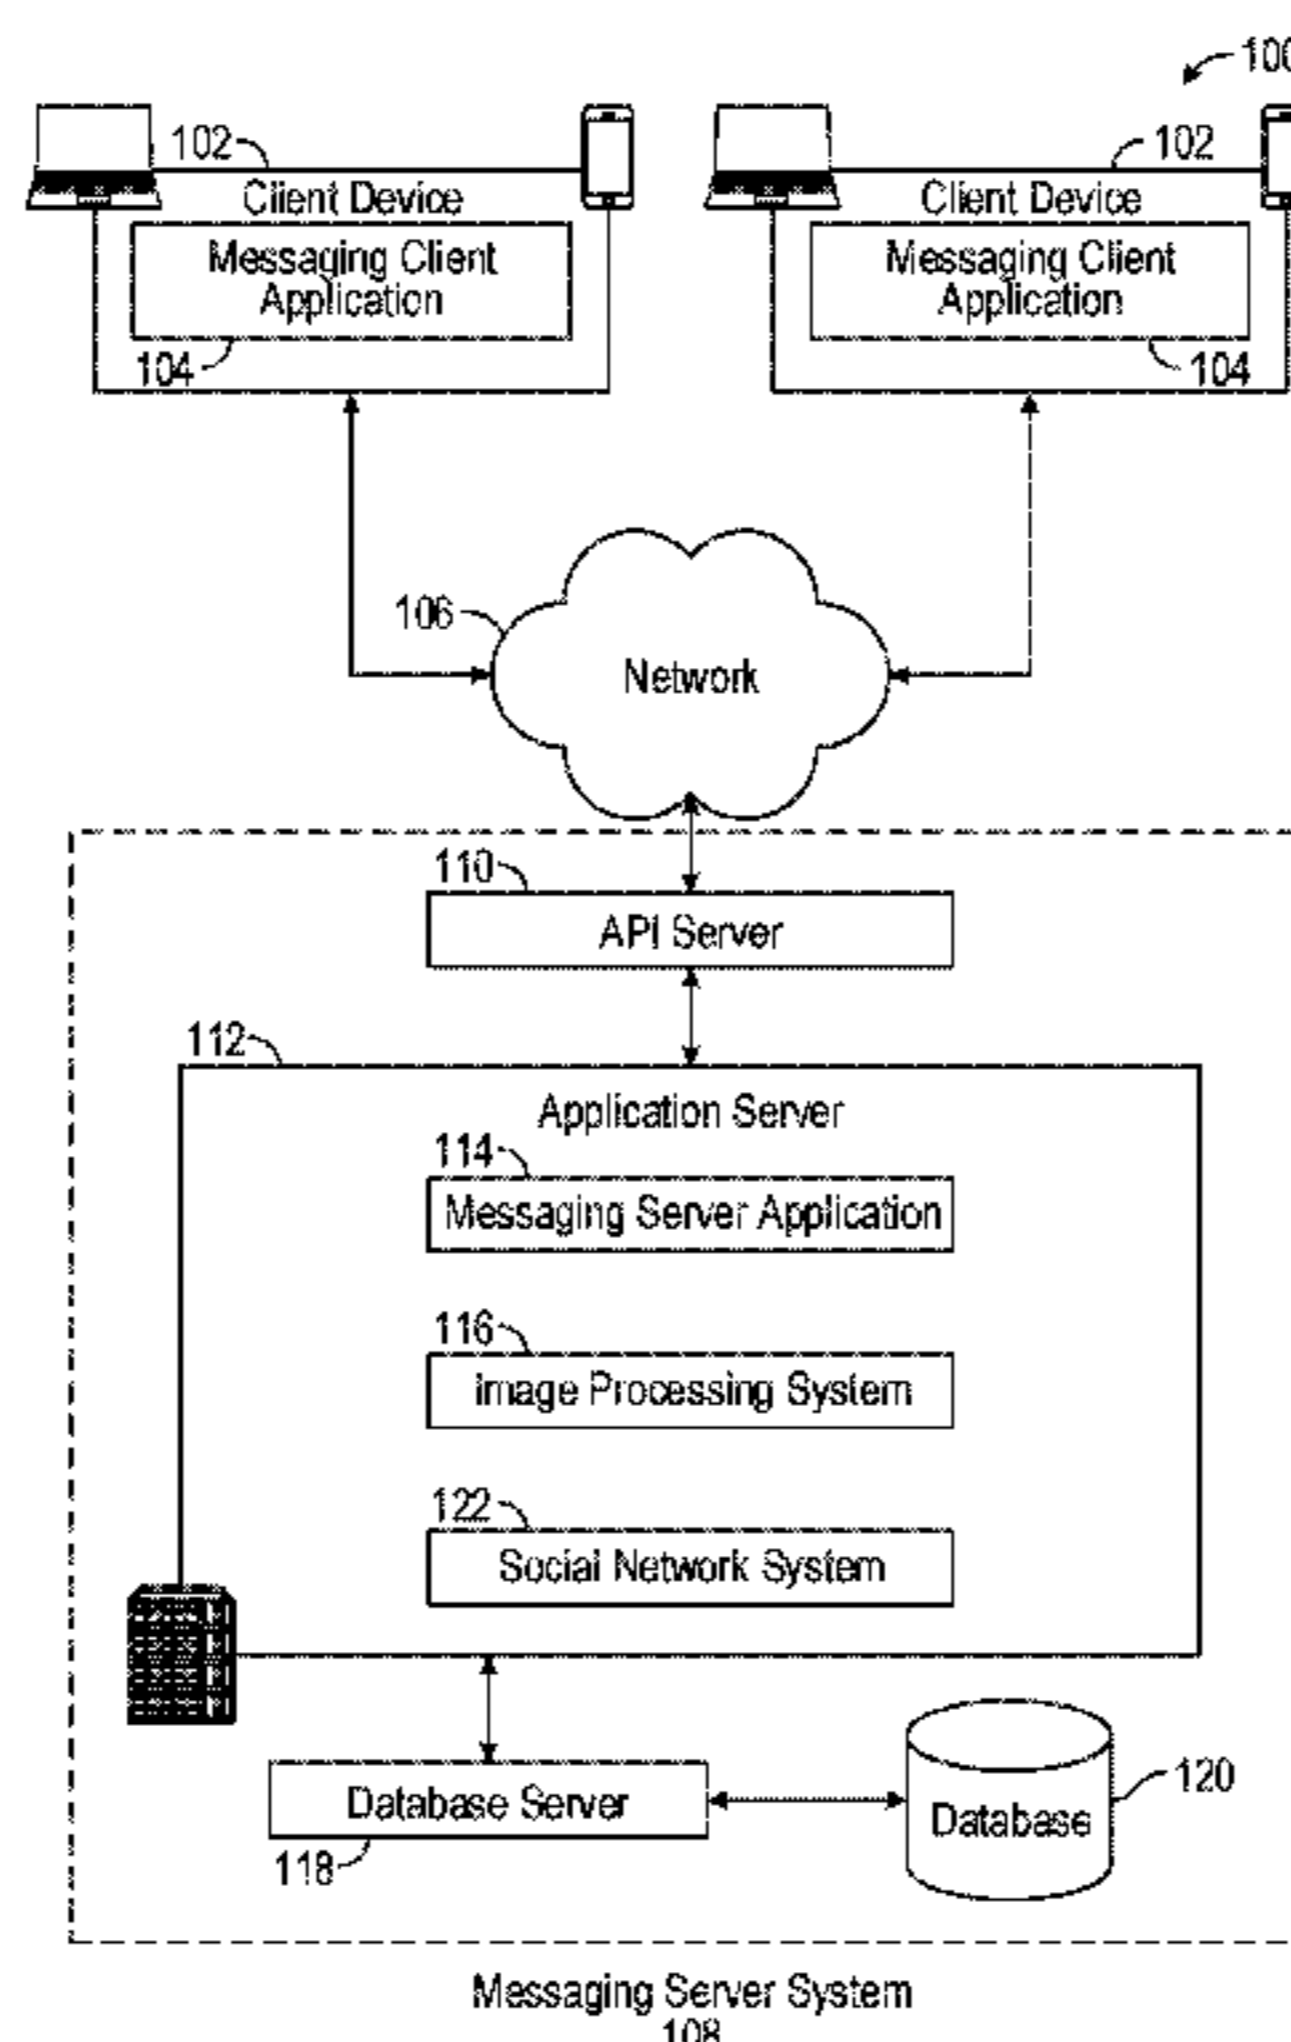 100
102
102
Client Device
Client Device
Messaging Client
Application
Messaging Client
Application
104
104
106
Network
110
API Server
112
Application Server
114
Messaging Server Application
116
Image Processing System
122
Social Network System
Database Server
118
Database
120
Messaging Server System
108